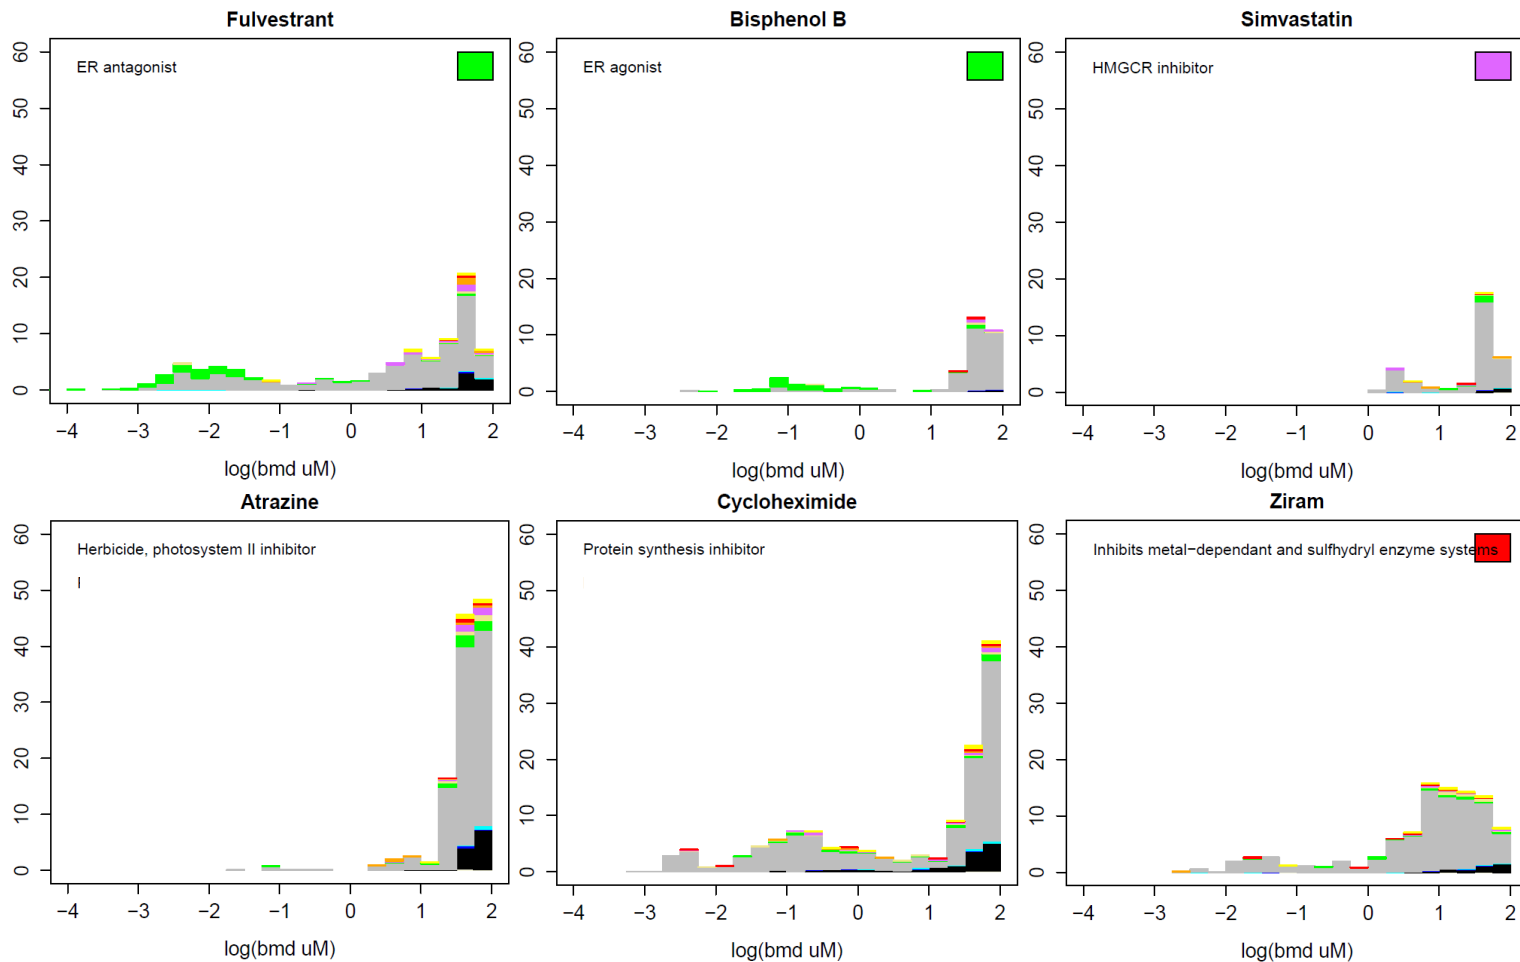 Fulvestrant
Bisphenol B
Simvastatin
ER antagonist
ER agonist
HMGCR inhibitor
0 10 20 30 40 50 60
0 10 20 30 40 50 60
0 10 20 30 40 50 60
−4 −3 −2 −1 0 1 2
−4 −3 −2 −1 0 1 2
−4 −3 −2 −1 0 1 2
log(bmd uM)
log(bmd uM)
log(bmd uM)
Atrazine
Cycloheximide
Ziram
Herbicide, photosystem II inhibitor
Protein synthesis inhibitor
Inhibits metal−dependant and sulfhydryl enzyme systems
0 10 20 30 40 50 60
0 10 20 30 40 50 60
0 10 20 30 40 50 60
−4 −3 −2 −1 0 1 2
−4 −3 −2 −1 0 1 2
−4 −3 −2 −1 0 1 2
log(bmd uM)
log(bmd uM)
log(bmd uM)